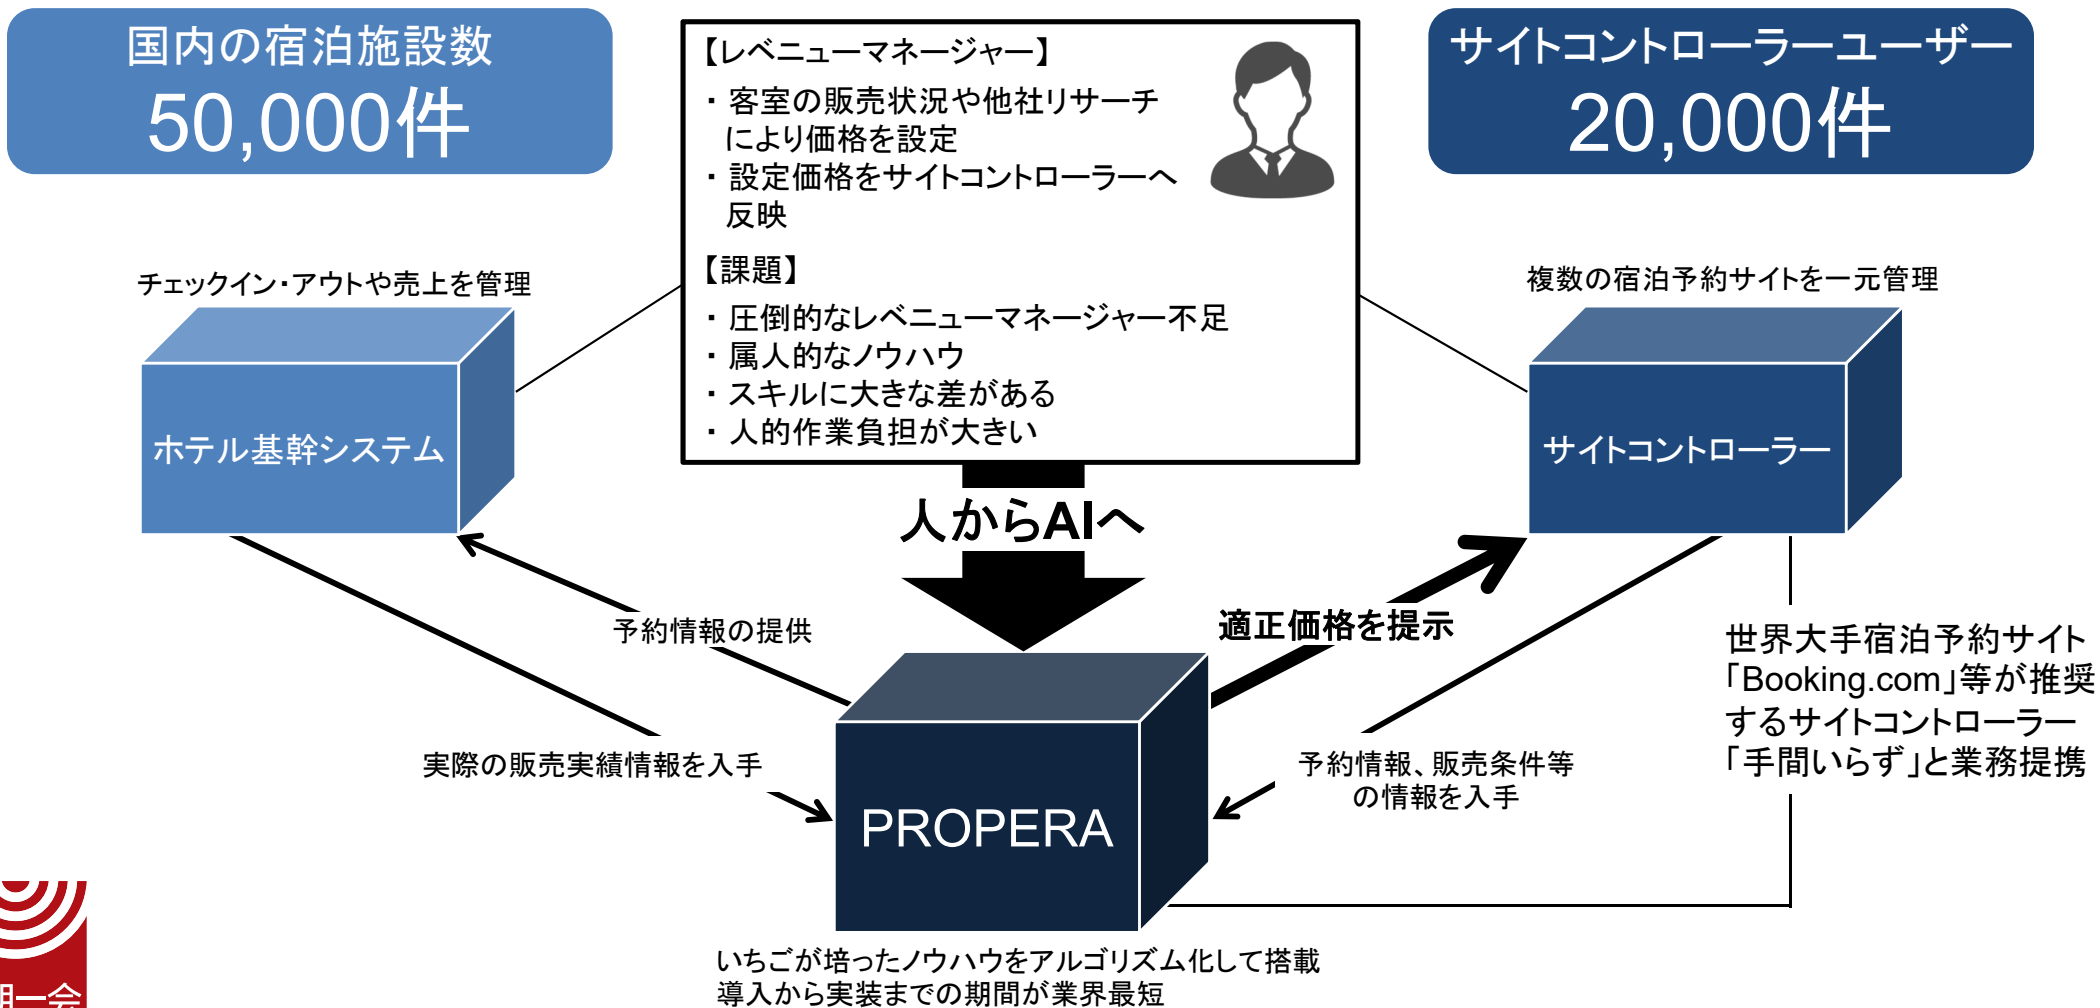 国内の宿泊施設数
50,000件
【レベニューマネージャー】
・ 客室の販売状況や他社リサーチ
により価格を設定
・ 設定価格をサイトコントローラーへ
反映
【課題】
・ 圧倒的なレベニューマネージャー不足
・ 属人的なノウハウ
・ スキルに大きな差がある
・ 人的作業負担が大きい
サイトコントローラーユーザー
20,000件
チェックイン・アウトや売上を管理
ホテル基幹システム
複数の宿泊予約サイトを一元管理
サイトコントローラー
人からAIへ
予約情報の提供
適正価格を提示
世界大手宿泊予約サイト
「Booking.com」等が推奨
するサイトコントローラー
「手間いらず」と業務提携
実際の販売実績情報を入手
予約情報、販売条件等
の情報を入手
PROPERA
いちごが培ったノウハウをアルゴリズム化して搭載
導入から実装までの期間が業界最短
期一会